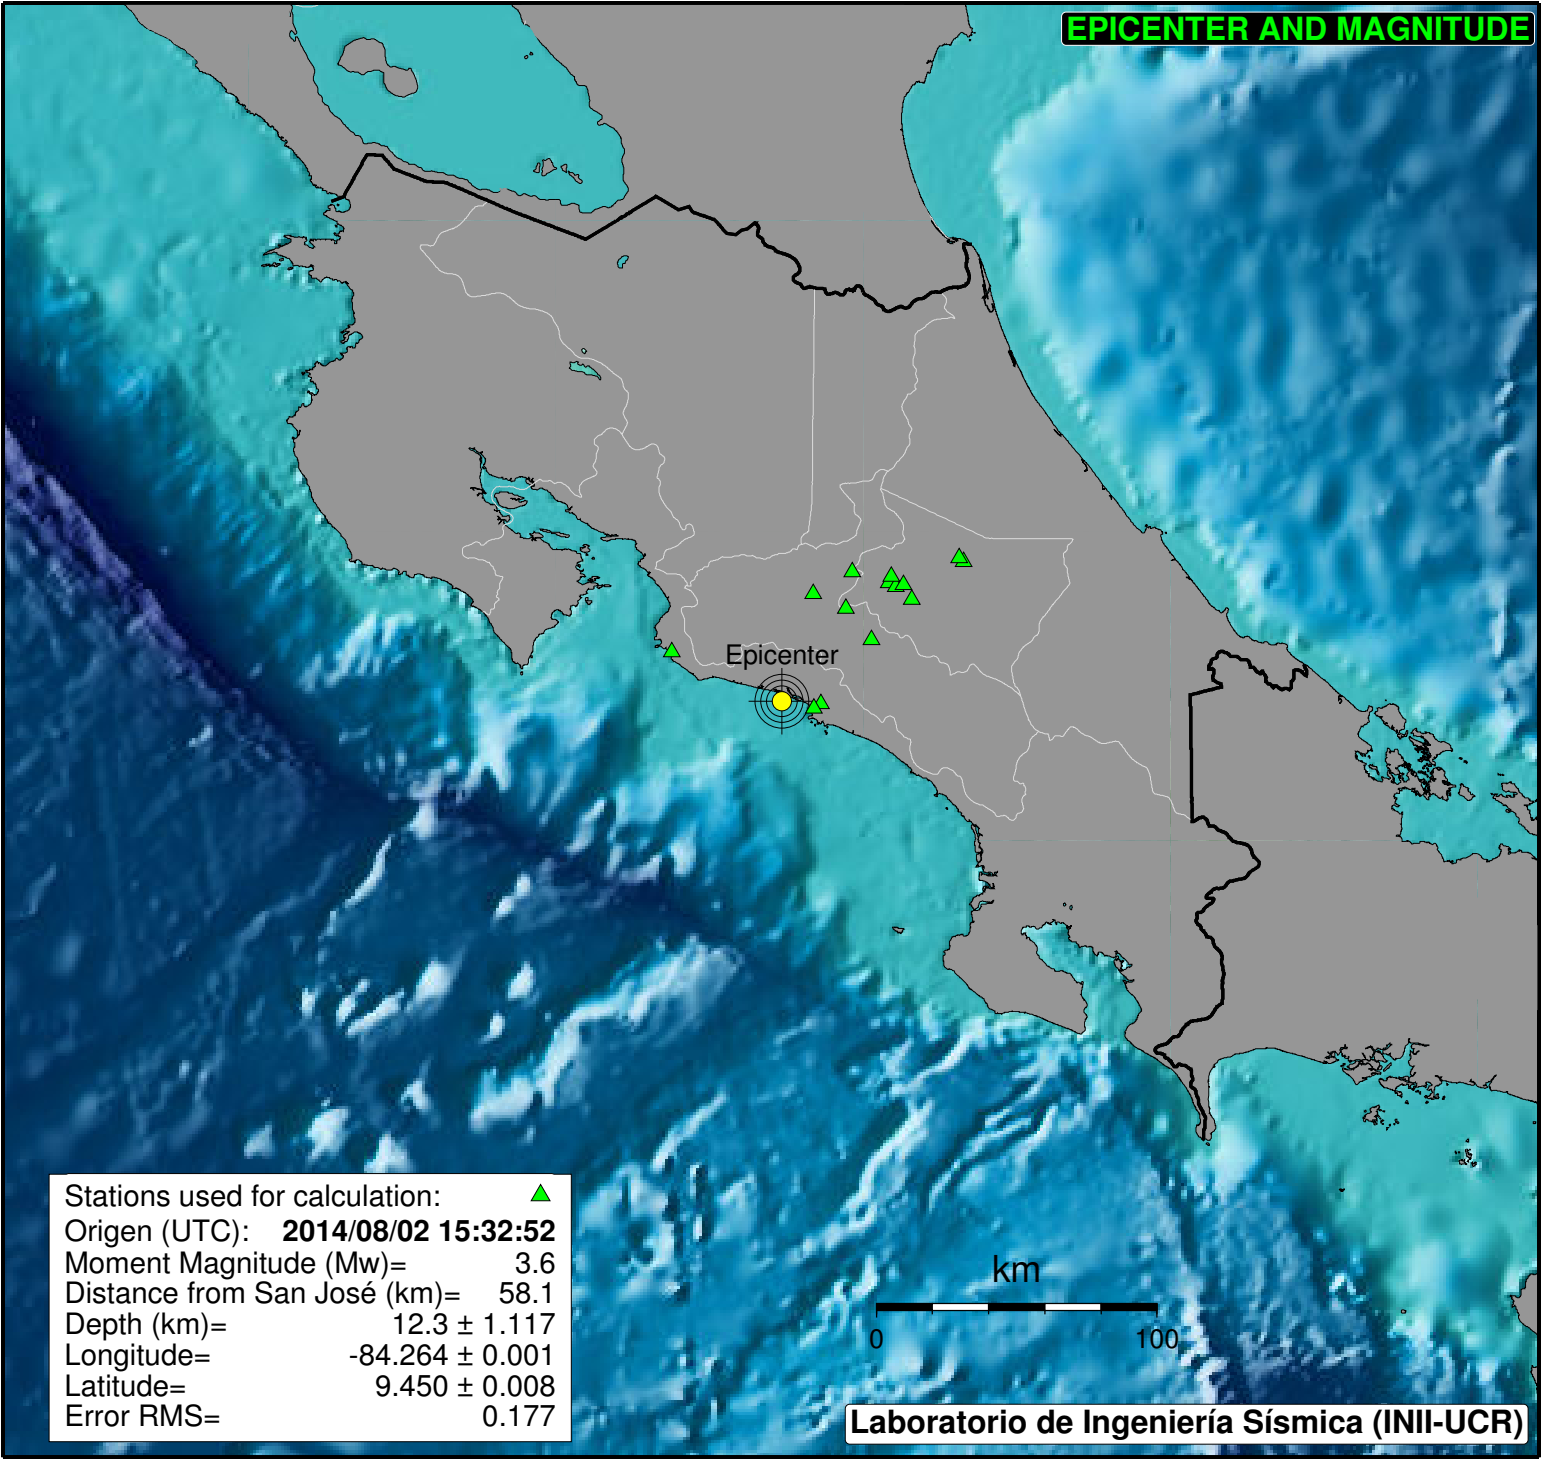 EPICENTER AND MAGNITUDE
Epicenter
Stations used for calculation:
Origen (UTC): 2014/08/02 15:32:52
Moment Magnitude (Mw)= 3.6
Distance from San José (km)= 58.1
Depth (km)= 12.3 ± 1.117
Longitude= -84.264 ± 0.001
Latitude= 9.450 ± 0.008
Error RMS= 0.177
km
0 100
Laboratorio de Ingeniería Sísmica (INII-UCR)